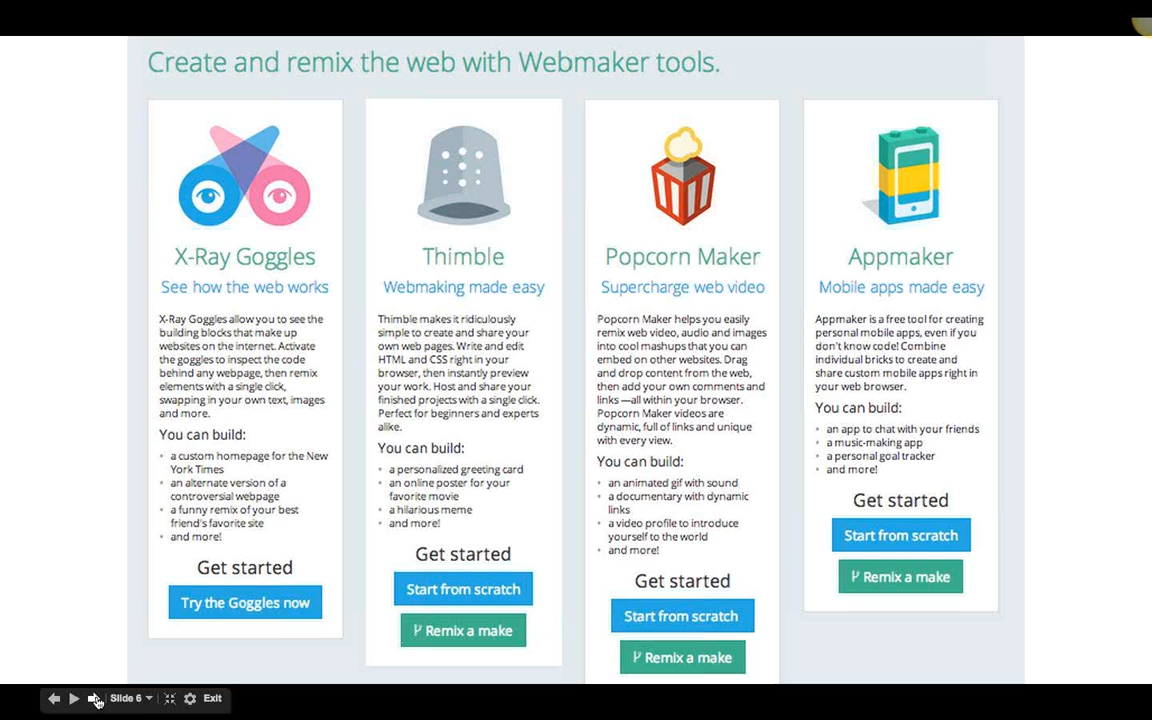 Create and remix the web with Webmaker tools.
X-Ray Goggles
See how the web works
X-Ray Goggles allow you to see the
building blocks that make up
websites on the internet. Activate
the goggles to inspect the code
behind any webpage, then remix
elements with a single click,
swapping in your own text, images
and more.
You can build:
• a custom homepage for the New
York Times
• an alternate version of a
controversial webpage
• a funny remix of your best
friend's favorite site
• and more!
Get started
Try the Goggles now
Thimble
Webmaking made easy
Thimble makes it ridiculously
simple to create and share your
own web pages. Write and edit
HTML and CSS right in your
browser, then instantly preview
your work. Host and share your
finished projects with a single click.
Perfect for beginners and experts
alike.
You can build:
• a personalized greeting card
• an online poster for your
favorite movie
• a hilarious meme
• and more!
Get started
Start from scratch
Remix a make
Popcorn Maker
Supercharge web video
Popcorn Maker helps you easily
remix web video, audio and images
into cool mashups that you can
embed on other websites. Drag
and drop content from the web,
then add your own comments and
links —all within your browser.
Popcorn Maker videos are
dynamic, full of links and unique
with every view.
You can build:
• an animated gif with sound
• a documentary with dynamic
links
• a video profile to introduce
yourself to the world
• and more!
Get started
Start from scratch
Remix a make
Appmaker
Mobile apps made easy
Appmaker is a free tool for creating
personal mobile apps, even if you
don't know code! Combine
individual bricks to create and
share custom mobile apps right in
your web browser.
You can build:
• an app to chat with your friends
• a music-making app
• a personal goal tracker
• and more!
Get started
Start from scratch
Remix a make
Slide 6
Exit